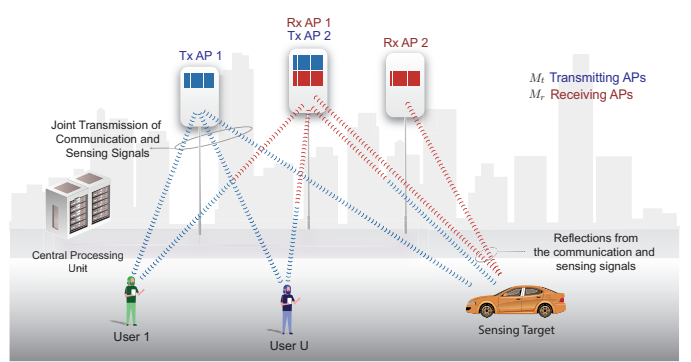 Rx AP 1
Tx AP 1
Tx AP 2
Rx AP 2
M_t Transmitting APs
M_r Receiving APs
Joint Transmission of
Communication and
Sensing Signals
Central Processing
Unit
Reflections from
the communication and
sensing signals
User 1
User U
Sensing Target